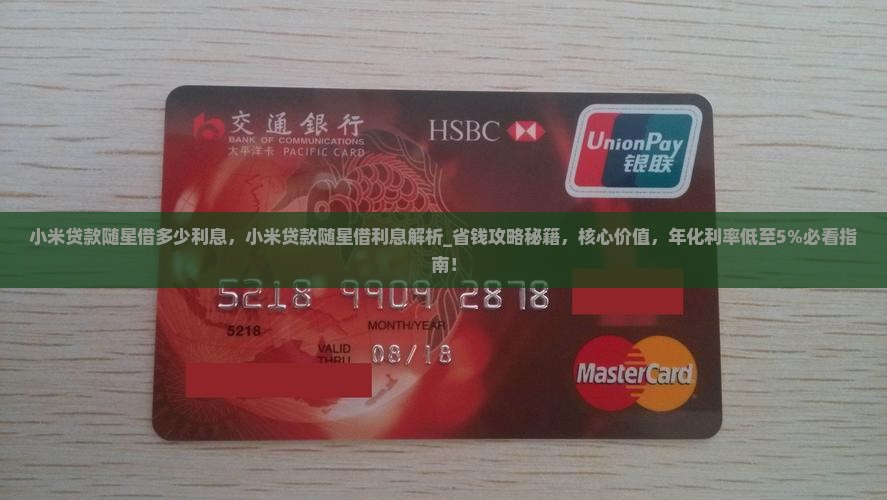 交通銀行
BANK OF COMMUNICATIONS
太平洋卡 PACIFIC CARD
HSBC
UnionPay
银联
小米贷款随星借多少利息，小米贷款随星借利息解析_省钱攻略秘籍，核心价值，年化利率低至5%必看指
南！
5218 9909 2878
5218
MONTH/YEAR
VALID
THRU
08/18
MasterCard